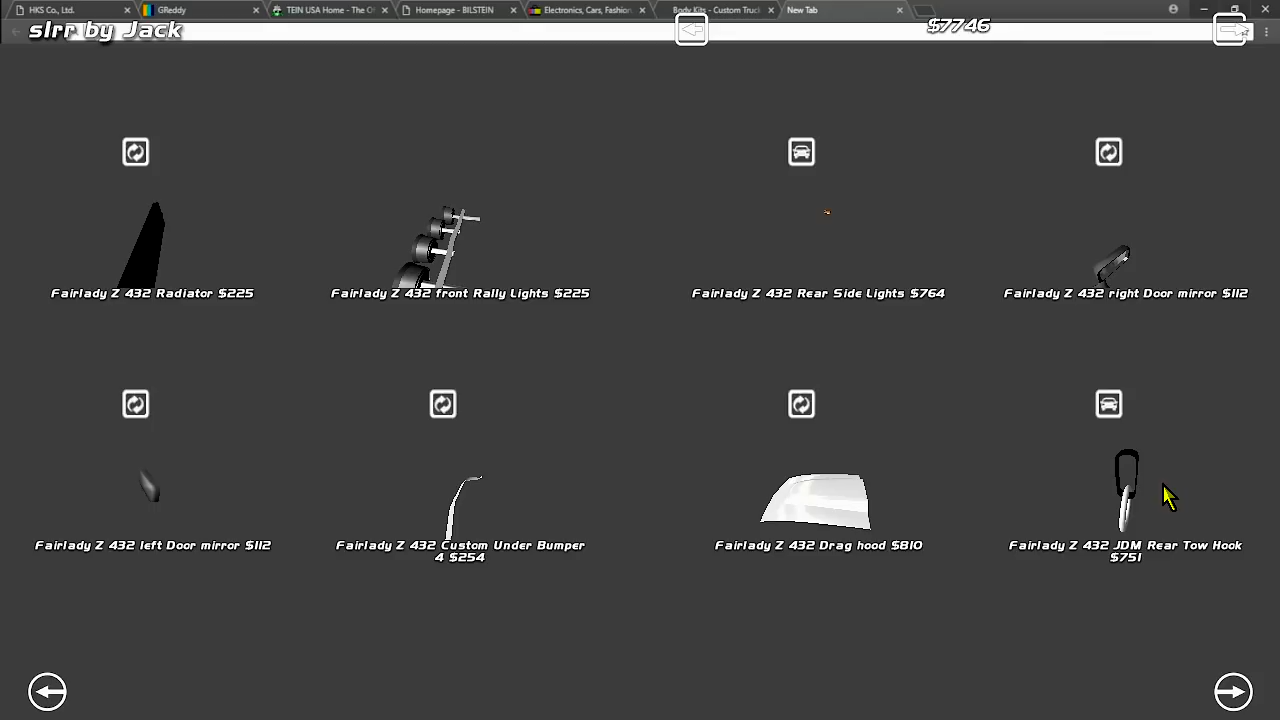 HKS Co., Ltd.
GReddy
TEIN USA Home - The Of
Homepage - BILSTEIN
Electronics, Cars, Fashion
Body Kits - Custom Truck
New Tab
slrr by Jack
$7746
Fairlady Z 432 Radiator $225
Fairlady Z 432 front Rally Lights $225
Fairlady Z 432 Rear Side Lights $764
Fairlady Z 432 right Door mirror $112
Fairlady Z 432 left Door mirror $112
Fairlady Z 432 Custom Under Bumper
4 $254
Fairlady Z 432 Drag hood $810
Fairlady Z 432 JDM Rear Tow Hook
$751